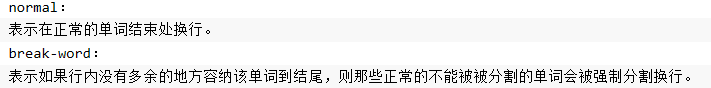 normal:
表示在正常的单词结束处换行。
break-word:
表示如果行内没有多余的地方容纳该单词到结尾，则那些正常的不能被被分割的单词会被强制分割换行。